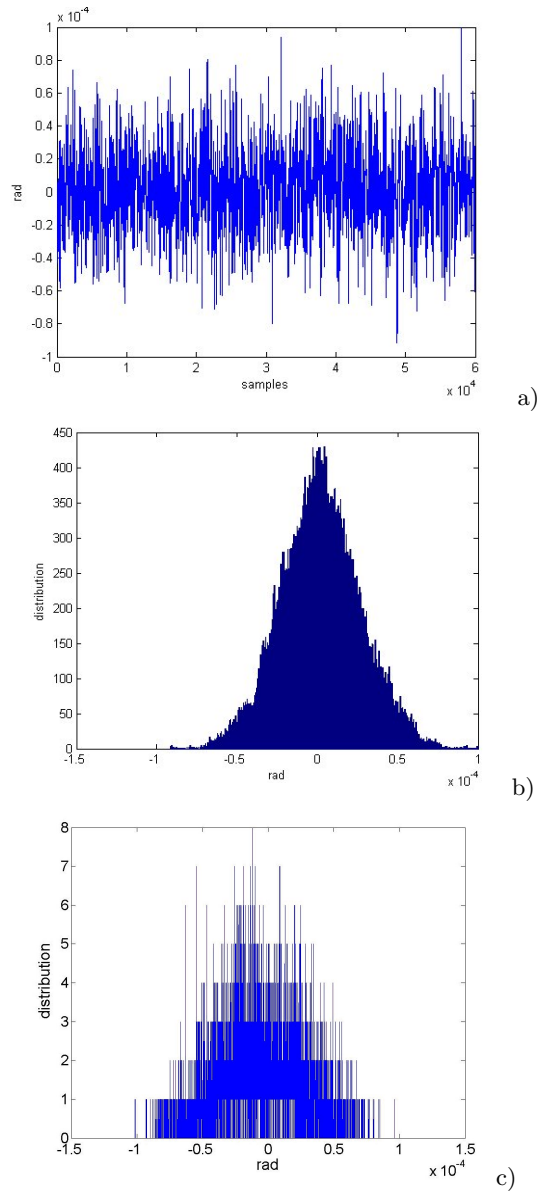 x 10⁻⁴
1
0.8
0.6
0.4
0.2
0
-0.2
-0.4
-0.6
-0.8
-1
rad
0 1 2 3 4 5 6
samples
x 10⁴
a)
450
400
350
300
250
200
150
100
50
0
distribution
-1.5 -1 -0.5 0 0.5 1
rad
x 10⁻⁴
b)
8
7
6
5
4
3
2
1
0
distribution
-1.5 -1 -0.5 0 0.5 1 1.5
rad
x 10⁻⁴
c)